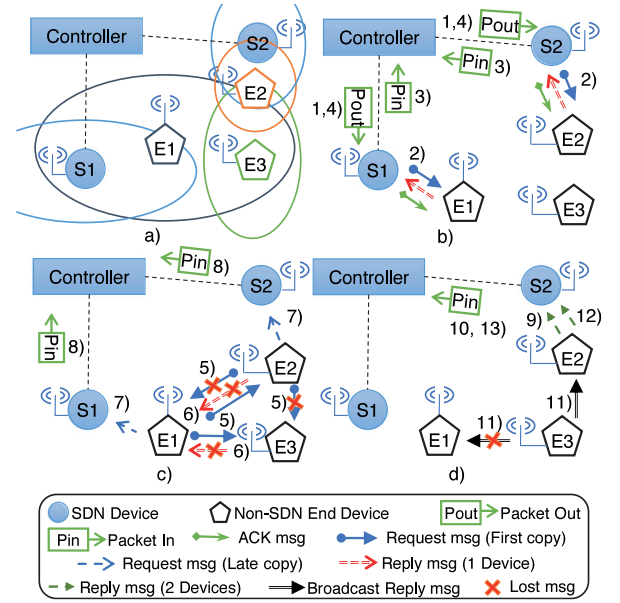 Controller
S2
E2
E1
E3
S1
a)
Controller
1,4)
Pout
S2
Pin
3)
2)
1,4)
Pout
Pin
3)
E2
S1
2)
E1
E3
b)
Controller
Pin
8)
S2
Pin
8)
7)
E2
5)
6)
5)
5)
S1
7)
E1
6)
E3
c)
Controller
S2
Pin
10, 13)
9)
12)
E2
S1
11)
E1
11)
E3
d)
SDN Device
Non-SDN End Device
Pout
Packet Out
Pin
Packet In
ACK msg
Request msg (First copy)
Request msg (Late copy)
Reply msg (1 Device)
Reply msg (2 Devices)
Broadcast Reply msg
Lost msg